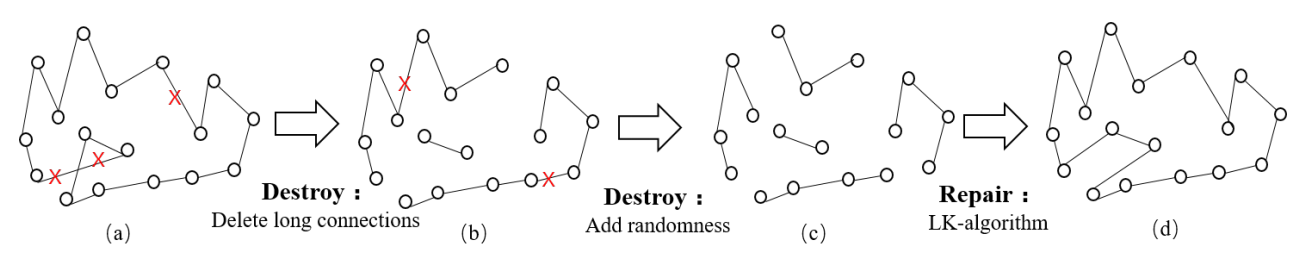 X
X
X
X
X
Destroy :
Delete long connections
Destroy :
Add randomness
Repair :
LK-algorithm
(a)
(b)
(c)
(d)